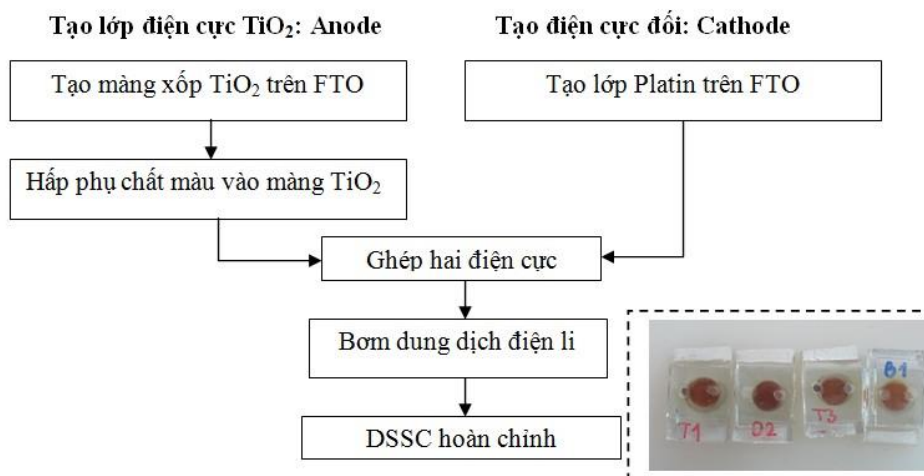 Tạo lớp điện cực TiO₂: Anode
Tạo điện cực đối: Cathode
Tạo màng xốp TiO₂ trên FTO
Tạo lớp Platin trên FTO
Hấp phụ chất màu vào màng TiO₂
Ghép hai điện cực
Bơm dung dịch điện li
DSSC hoàn chỉnh
T1
D2
T3
B1